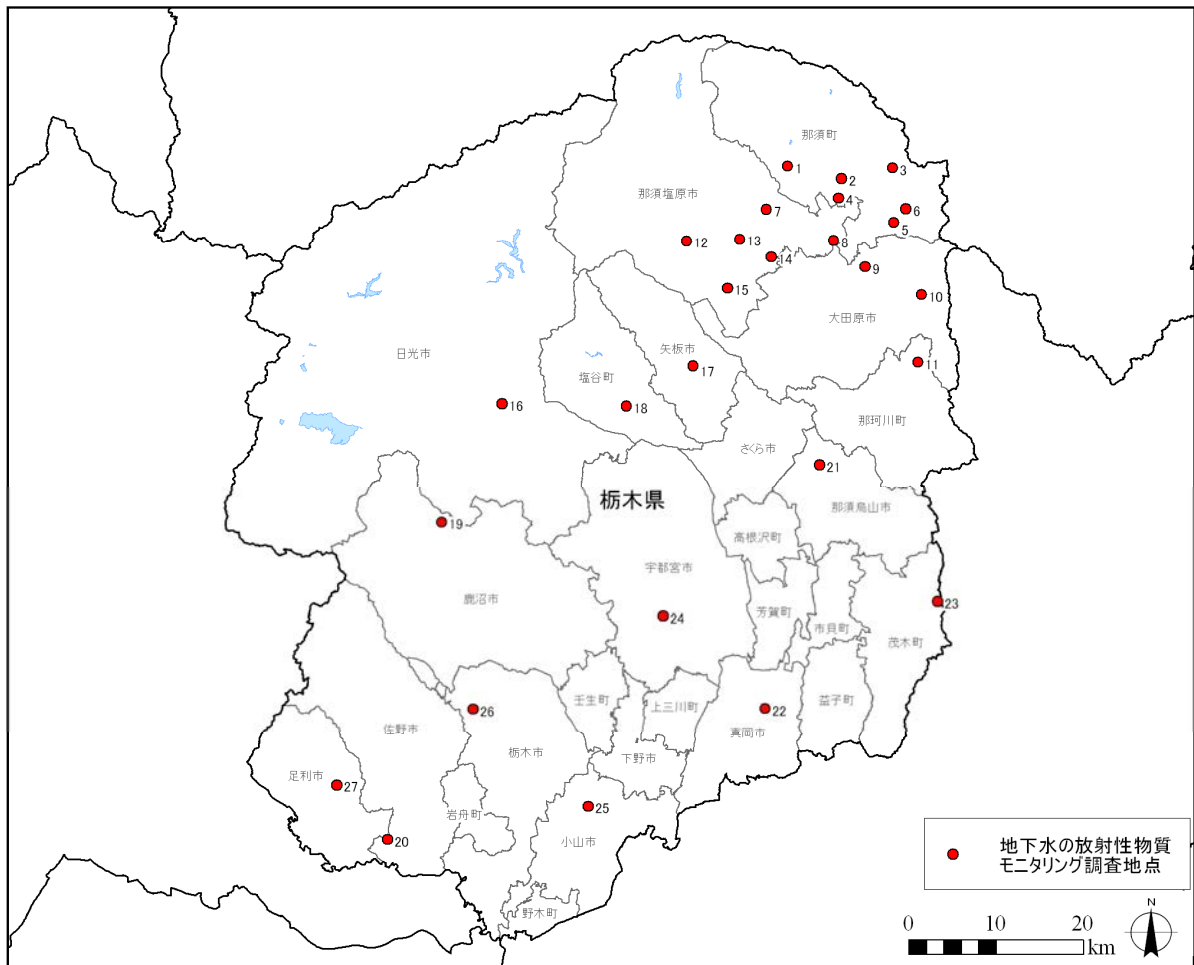 那須町
1
2
3
那須塩原市
4
7
6
5
12
13
8
14
9
15
10
大田原市
日光市
矢板市
11
塩谷町
17
16
18
那珂川町
さくら市
21
栃木県
那須烏山市
19
高根沢町
宇都宮市
鹿沼市
23
芳賀町
24
市貝町
茂木町
壬生町
上三川町
益子町
26
22
佐野市
真岡市
栃木市
下野市
足利市
27
岩舟町
25
20
小山市
野木町
地下水の放射性物質
モニタリング調査地点
N
0 10 20
km